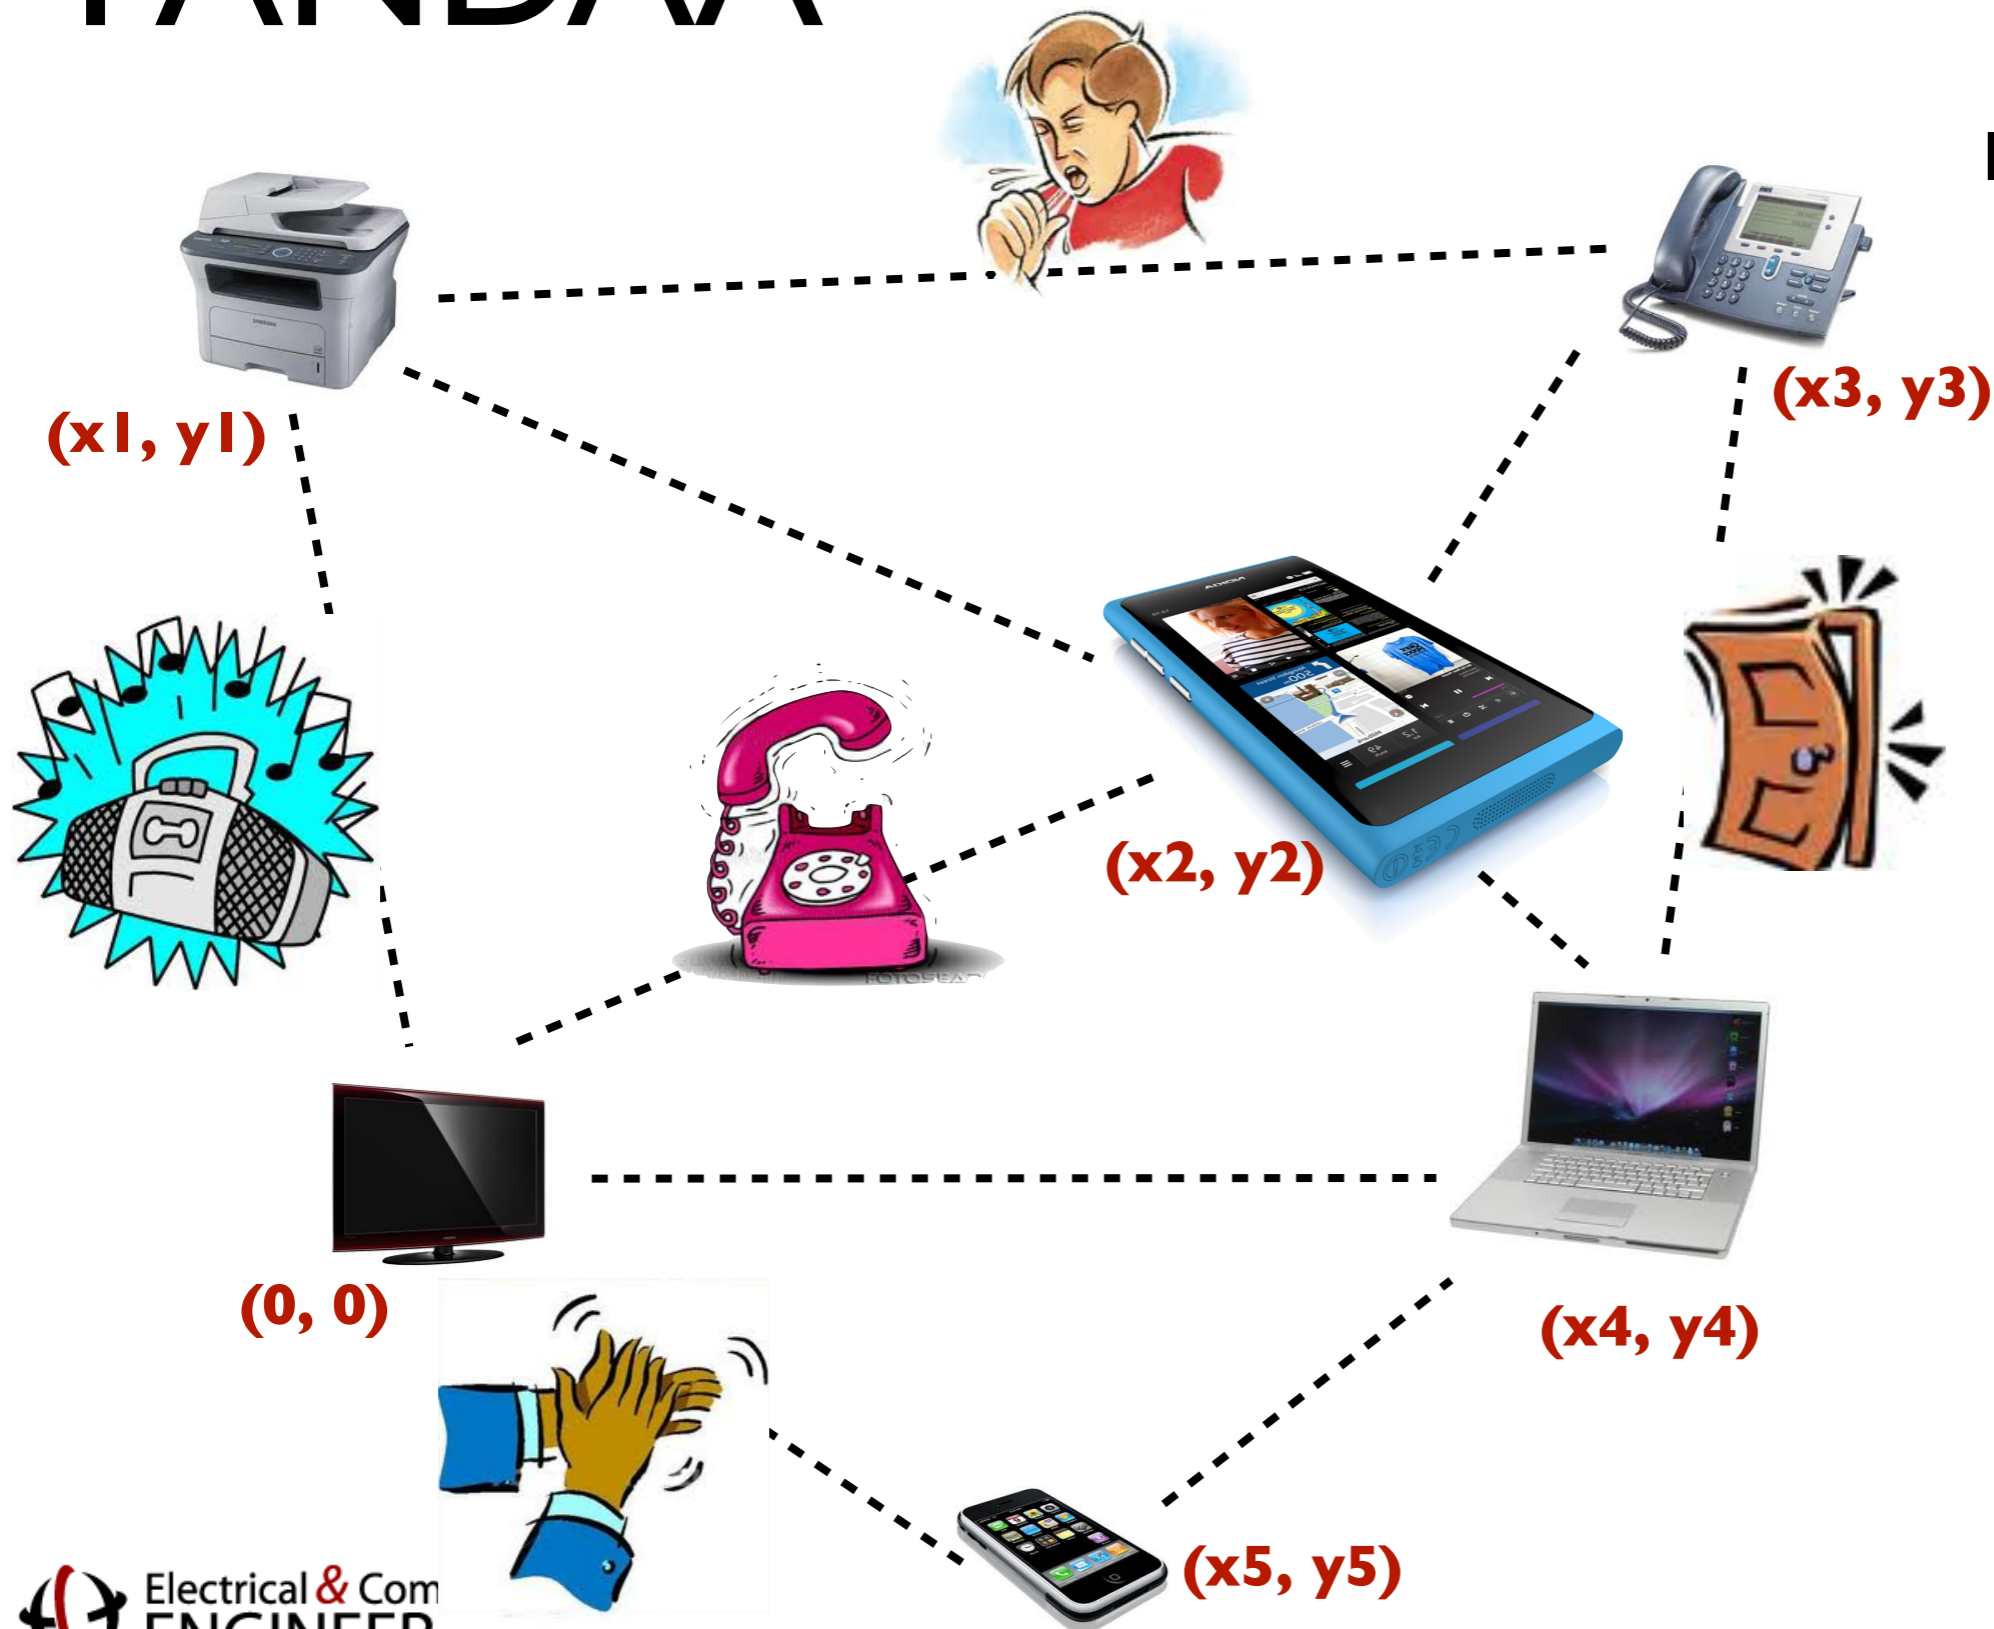 (x1, y1)
(x3, y3)
(x2, y2)
(0, 0)
(x4, y4)
(x5, y5)
Electrical & Com